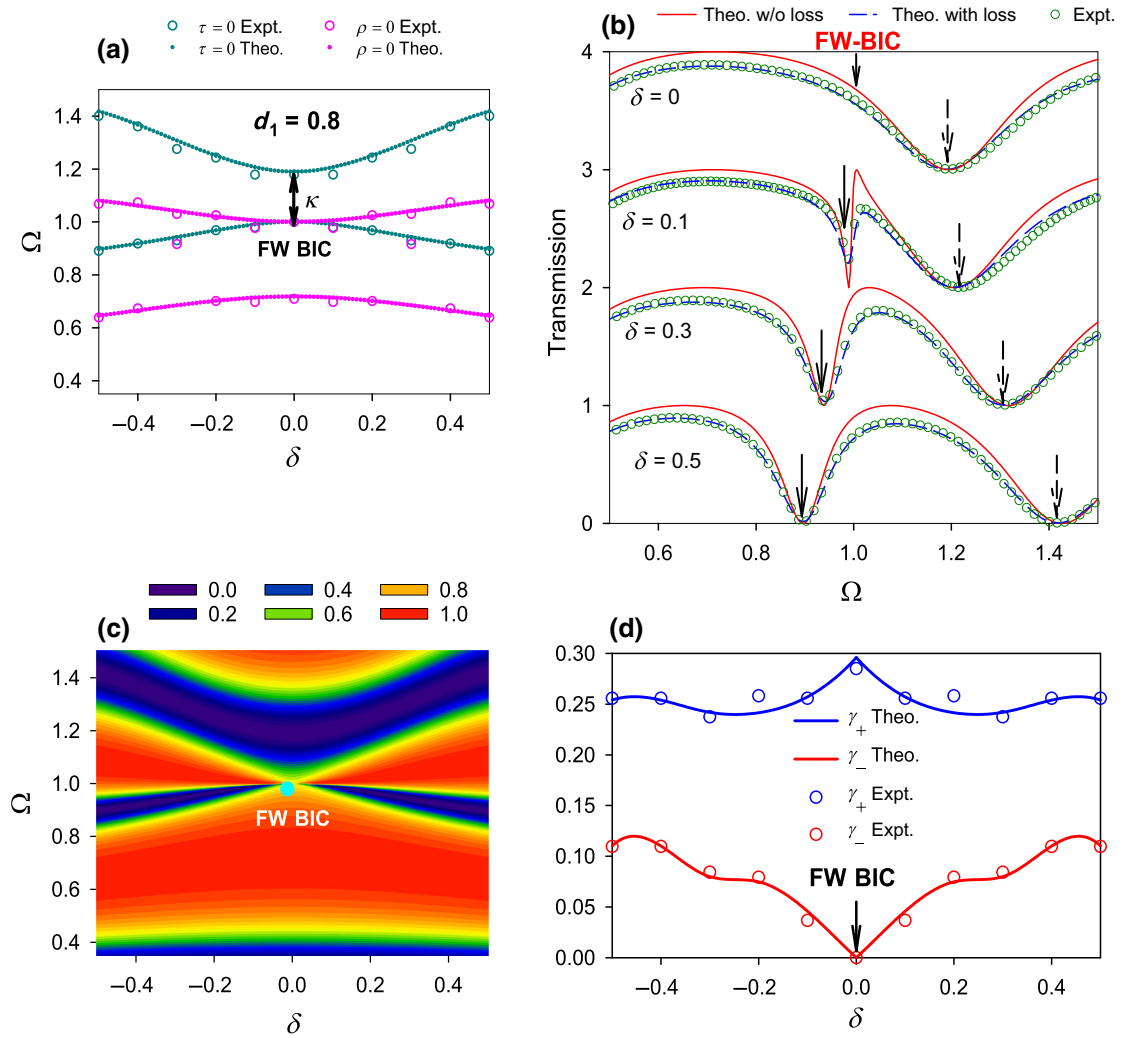 (a)
τ = 0 Expt. ρ = 0 Expt.
τ = 0 Theo. ρ = 0 Theo.
d1 = 0.8
κ
FW BIC
1.4
1.2
1.0
0.8
0.6
0.4
Ω
–0.4 –0.2 0.0 0.2 0.4
δ
(b)
Theo. w/o loss Theo. with loss Expt.
FW-BIC
δ = 0
δ = 0.1
δ = 0.3
δ = 0.5
4
3
2
1
0
Transmission
0.6 0.8 1.0 1.2 1.4
Ω
(c)
0.0 0.4 0.8
0.2 0.6 1.0
FW BIC
1.4
1.2
1.0
0.8
0.6
0.4
Ω
–0.4 –0.2 0.0 0.2 0.4
δ
(d)
0.30
0.25
0.20
0.15
0.10
0.05
0.00
γ+ Theo.
γ– Theo.
γ+ Expt.
γ– Expt.
FW BIC
–0.4 –0.2 0.0 0.2 0.4
δ